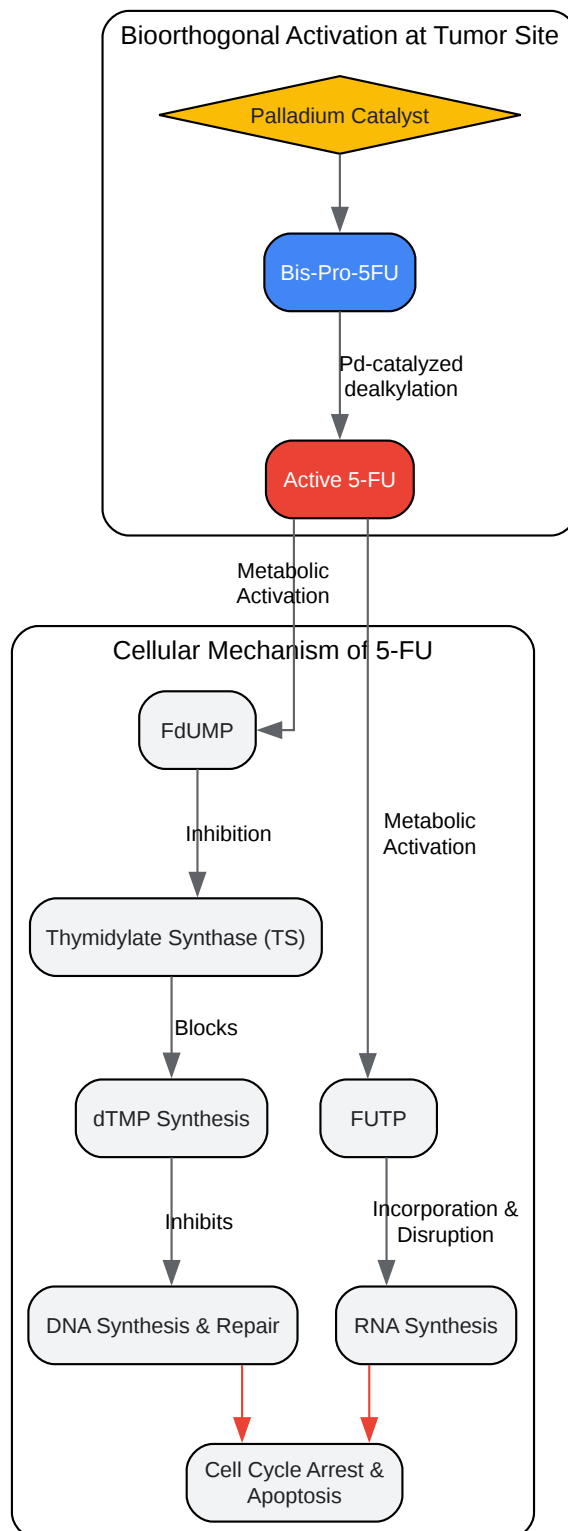 Bioorthogonal Activation at Tumor Site
Palladium Catalyst
Bis-Pro-5FU
Pd-catalyzed
dealkylation
Active 5-FU
Metabolic
Activation
Cellular Mechanism of 5-FU
FdUMP
Inhibition
Metabolic
Activation
Thymidylate Synthase (TS)
Blocks
dTMP Synthesis
FUTP
Inhibits
Incorporation &
Disruption
DNA Synthesis & Repair
RNA Synthesis
Cell Cycle Arrest &
Apoptosis